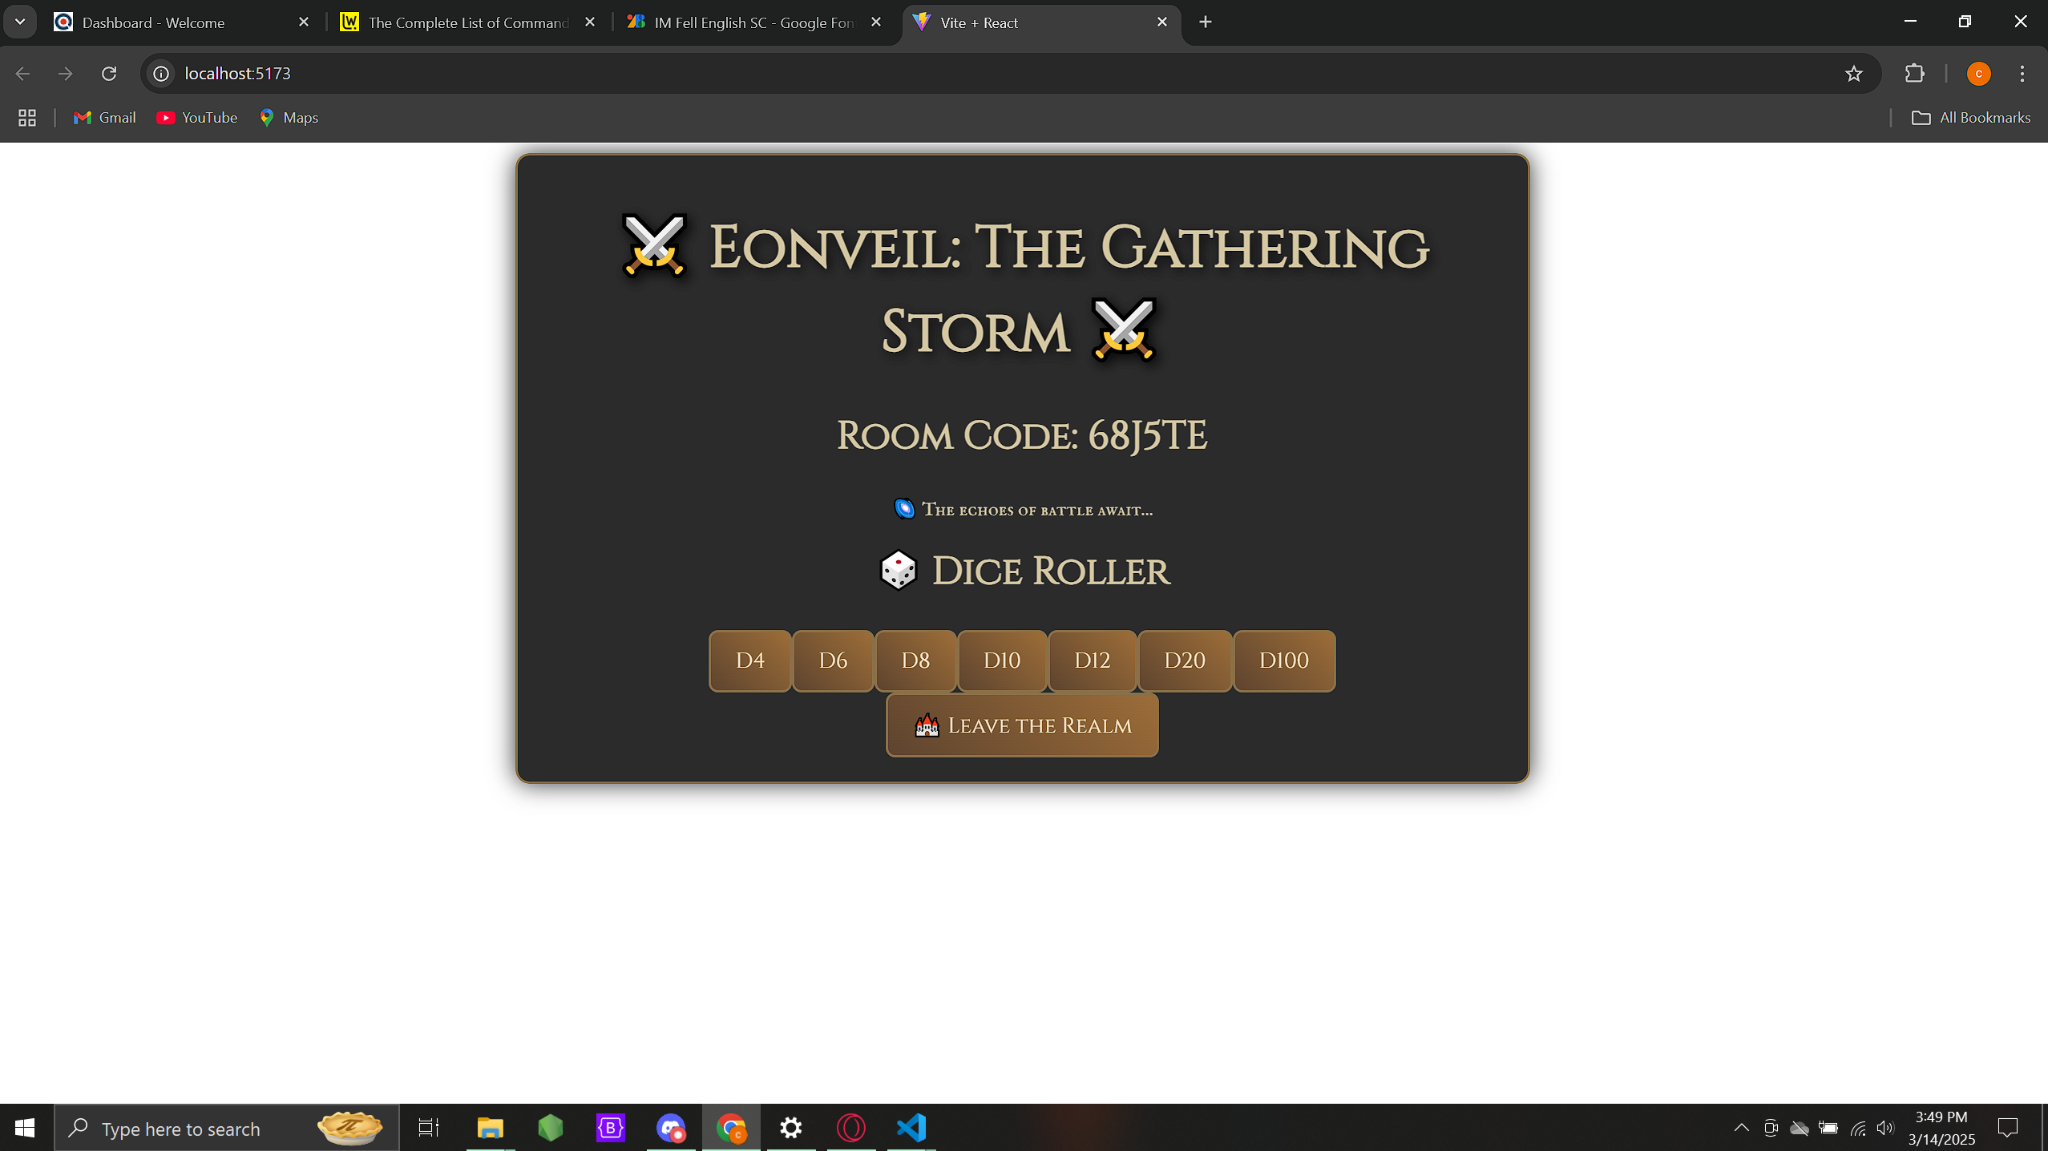 Dashboard - Welcome
The Complete List of Command
IM Fell English SC - Google Fon
Vite + React
localhost:5173
c
Gmail
YouTube
Maps
All Bookmarks
⚔️ Eonveil: The Gathering
Storm ⚔️
Room Code: 68J5TE
🌌 The echoes of battle await...
🎲 Dice Roller
D4 D6 D8 D10 D12 D20 D100
🏰 Leave the Realm
Type here to search
3:49 PM
3/14/2025